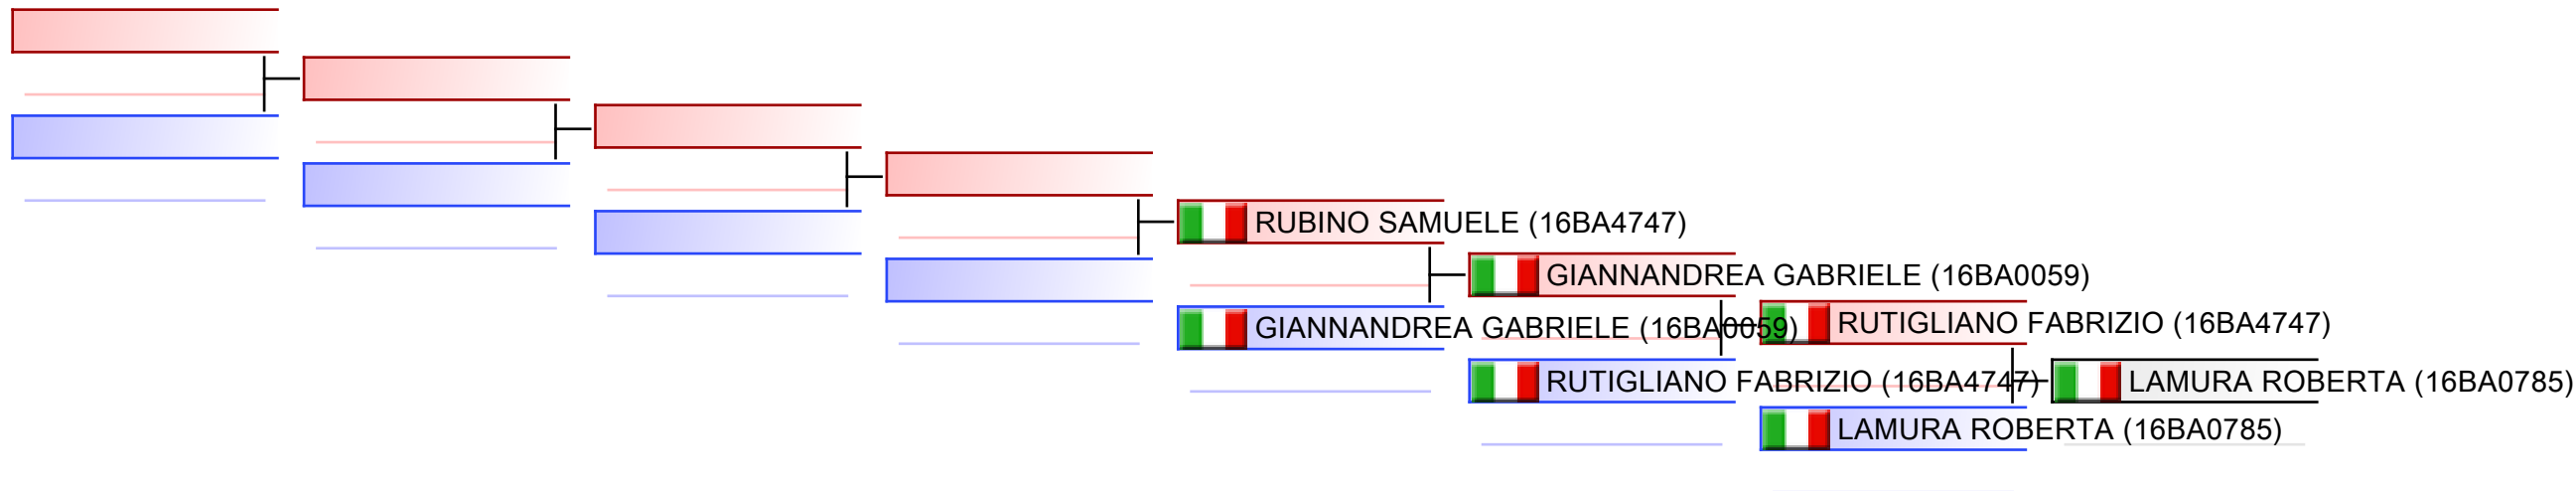 RUBINO SAMUELE (16BA4747)
GIANNANDREA GABRIELE (16BA0059)
GIANNANDREA GABRIELE (16BA0059)
RUTIGLIANO FABRIZIO (16BA4747)
RUTIGLIANO FABRIZIO (16BA4747)
LAMURA ROBERTA (16BA0785)
LAMURA ROBERTA (16BA0785)